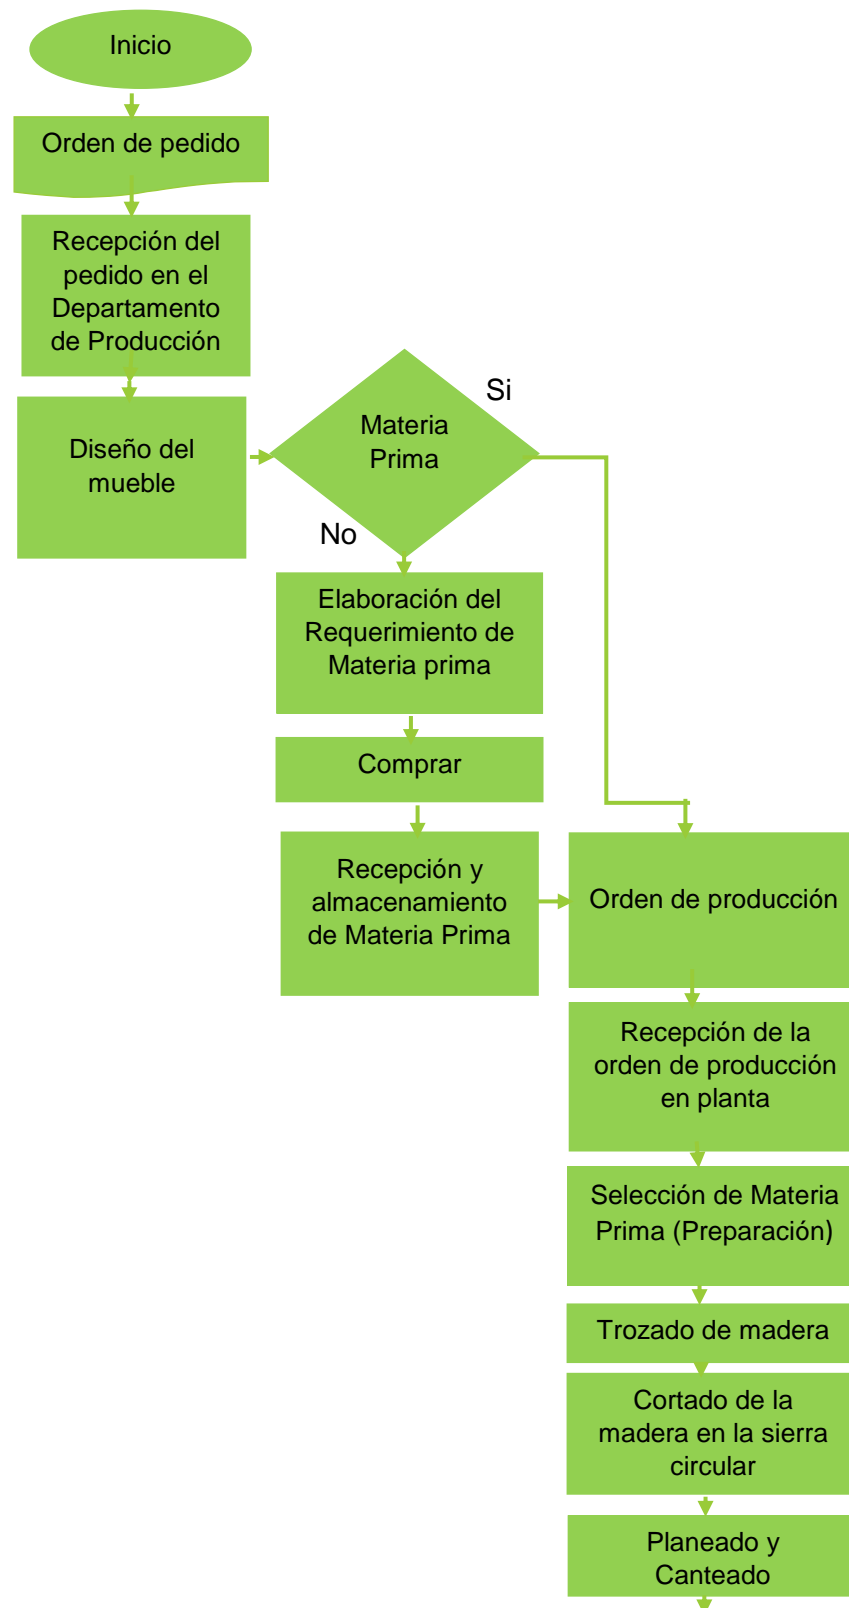 Inicio
Orden de pedido
Recepción del
pedido en el
Departamento
de Producción
Diseño del
mueble
Materia
Prima
Si
No
Elaboración del
Requerimiento de
Materia prima
Comprar
Recepción y
almacenamiento
de Materia Prima
Orden de producción
Recepción de la
orden de producción
en planta
Selección de Materia
Prima (Preparación)
Trozado de madera
Cortado de la
madera en la sierra
circular
Planeado y
Canteado